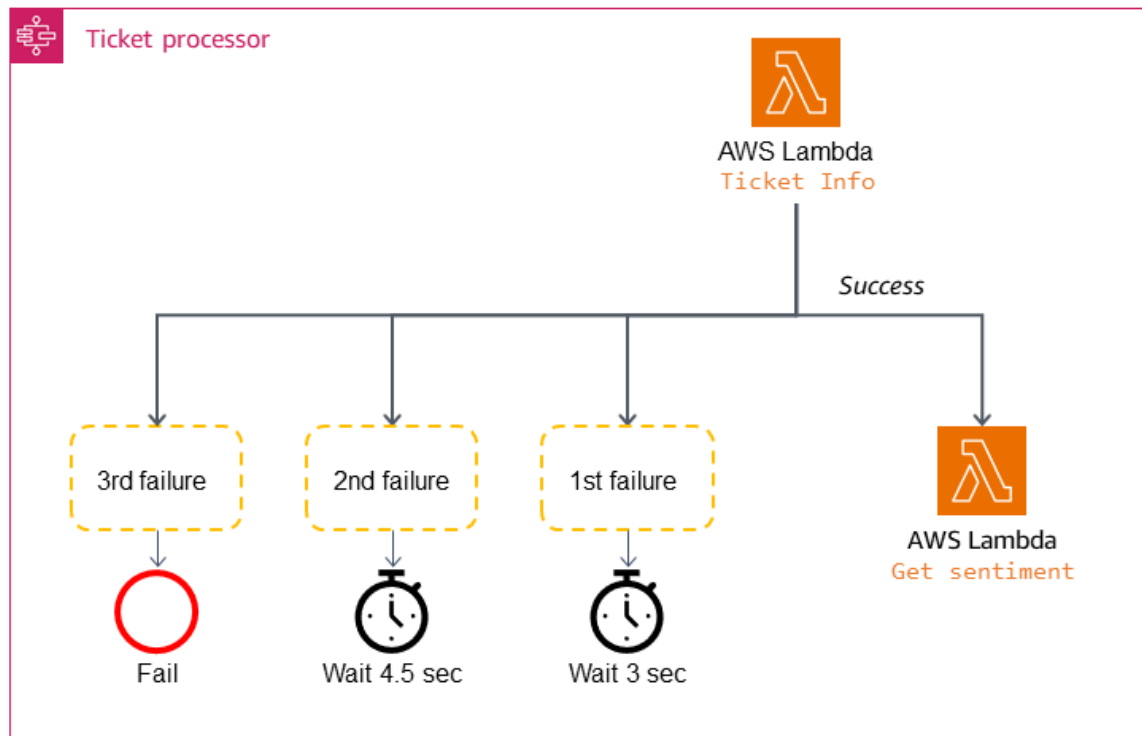 Ticket processor
AWS Lambda
Ticket Info
Success
3rd failure
2nd failure
1st failure
AWS Lambda
Get sentiment
Fail
Wait 4.5 sec
Wait 3 sec